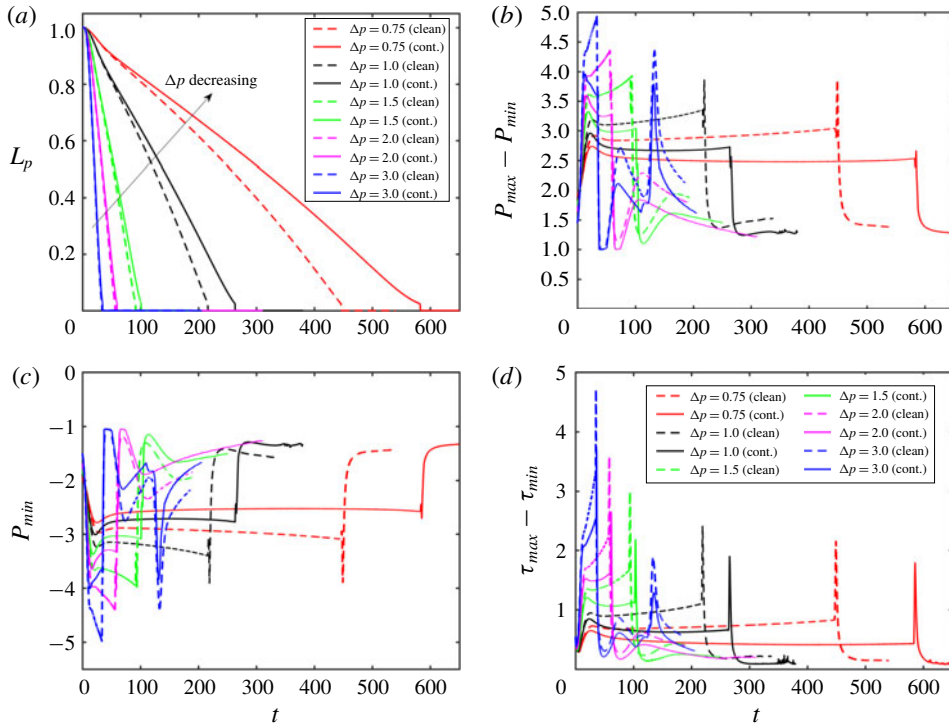 (a)
1.0
0.8
0.6
0.4
0.2
L_p
Δp decreasing
Δp = 0.75 (clean)
Δp = 0.75 (cont.)
Δp = 1.0 (clean)
Δp = 1.0 (cont.)
Δp = 1.5 (clean)
Δp = 1.5 (cont.)
Δp = 2.0 (clean)
Δp = 2.0 (cont.)
Δp = 3.0 (clean)
Δp = 3.0 (cont.)
0 100 200 300 400 500 600
(b)
5.0
4.5
4.0
3.5
3.0
2.5
2.0
1.5
1.0
0.5
P_max − P_min
0 100 200 300 400 500 600
(c)
0
−1
−2
−3
−4
−5
P_min
0 100 200 300 400 500 600
t
(d)
5
4
3
2
1
τ_max − τ_min
Δp = 0.75 (clean)
Δp = 0.75 (cont.)
Δp = 1.0 (clean)
Δp = 1.0 (cont.)
Δp = 1.5 (clean)
Δp = 1.5 (cont.)
Δp = 2.0 (clean)
Δp = 2.0 (cont.)
Δp = 3.0 (clean)
Δp = 3.0 (cont.)
0 100 200 300 400 500 600
t